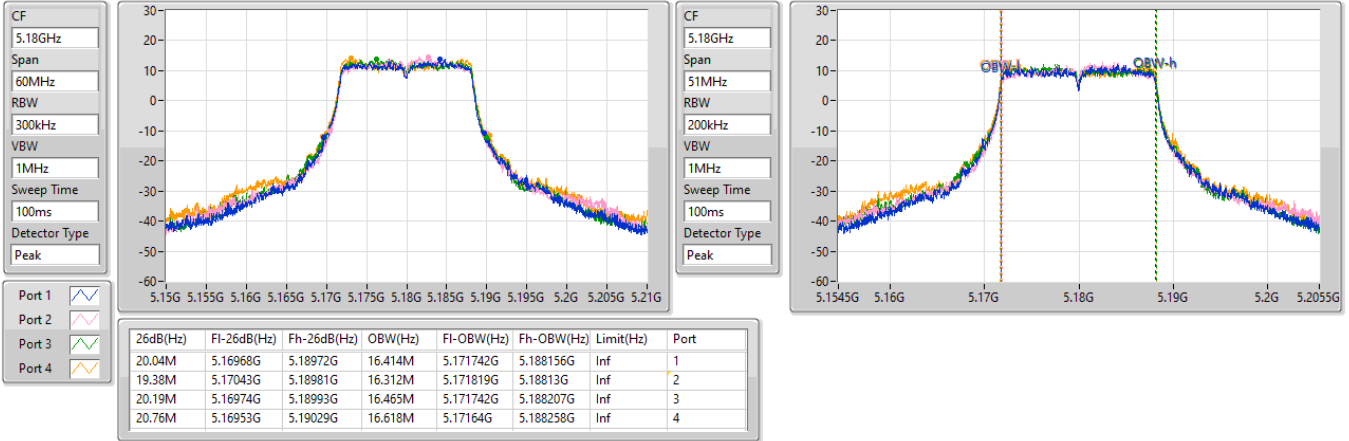 CF
5.18GHz
Span
60MHz
RBW
300kHz
VBW
1MHz
Sweep Time
100ms
Detector Type
Peak
30
20
10
0
-10
-20
-30
-40
-50
-60
5.15G 5.155G 5.16G 5.165G 5.17G 5.175G 5.18G 5.185G 5.19G 5.195G 5.2G 5.205G 5.21G
CF
5.18GHz
Span
51MHz
RBW
200kHz
VBW
1MHz
Sweep Time
100ms
Detector Type
Peak
30
20
10
0
-10
-20
-30
-40
-50
-60
OBW-l OBW-h
5.1545G 5.16G 5.17G 5.18G 5.19G 5.2G 5.2055G
Port 1
Port 2
Port 3
Port 4
26dB(Hz) Fl-26dB(Hz) Fh-26dB(Hz) OBW(Hz) Fl-OBW(Hz) Fh-OBW(Hz) Limit(Hz) Port
20.04M 5.16968G 5.18972G 16.414M 5.171742G 5.188156G Inf 1
19.38M 5.17043G 5.18981G 16.312M 5.171819G 5.18813G Inf 2
20.19M 5.16974G 5.18993G 16.465M 5.171742G 5.188207G Inf 3
20.76M 5.16953G 5.19029G 16.618M 5.17164G 5.188258G Inf 4